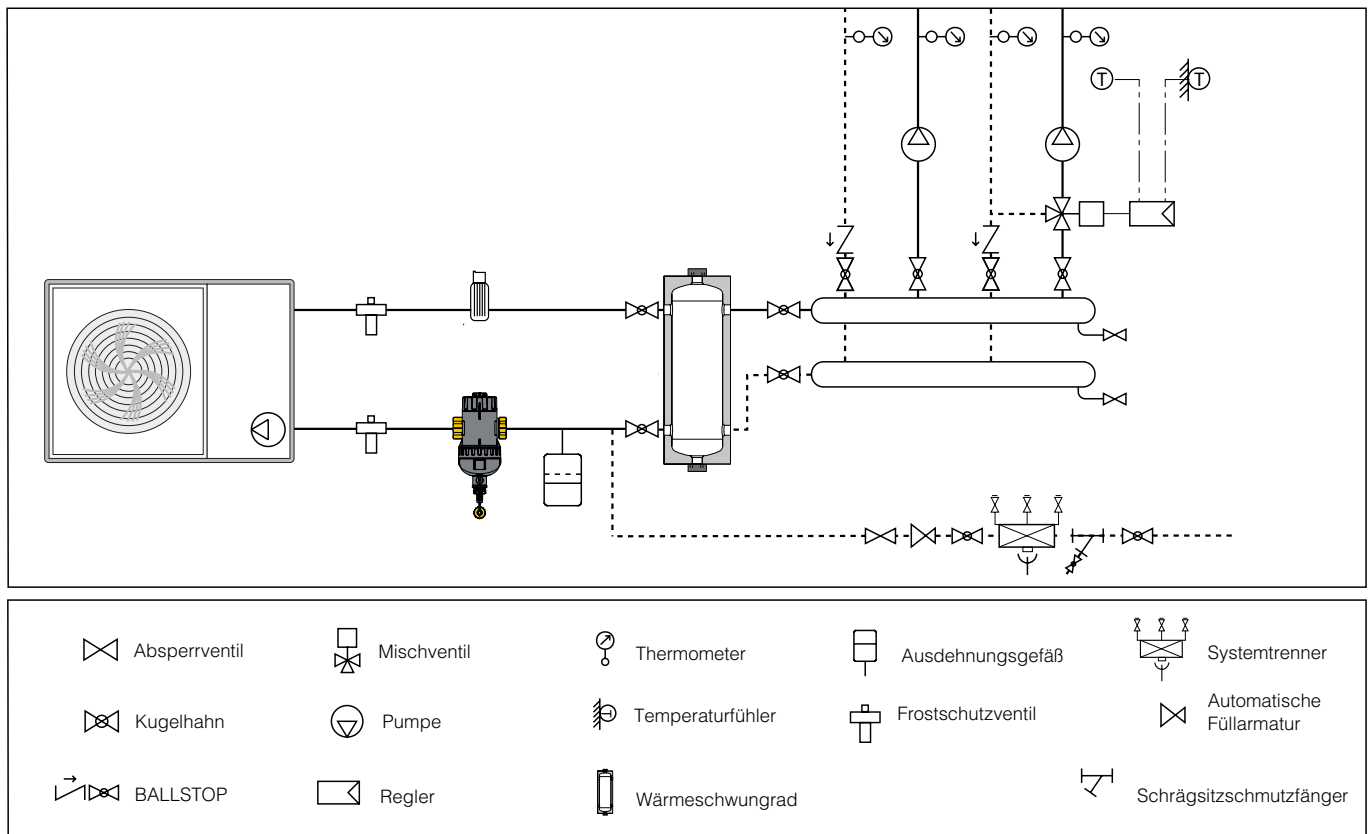 T
T
Absperrventil
Mischventil
Thermometer
Ausdehnungsgefäß
Systemtrenner
Kugelhahn
Pumpe
Temperaturfühler
Frostschutzventil
Automatische
Füllarmatur
BALLSTOP
Regler
Wärmeschwungrad
Schrägsitzschmutzfänger